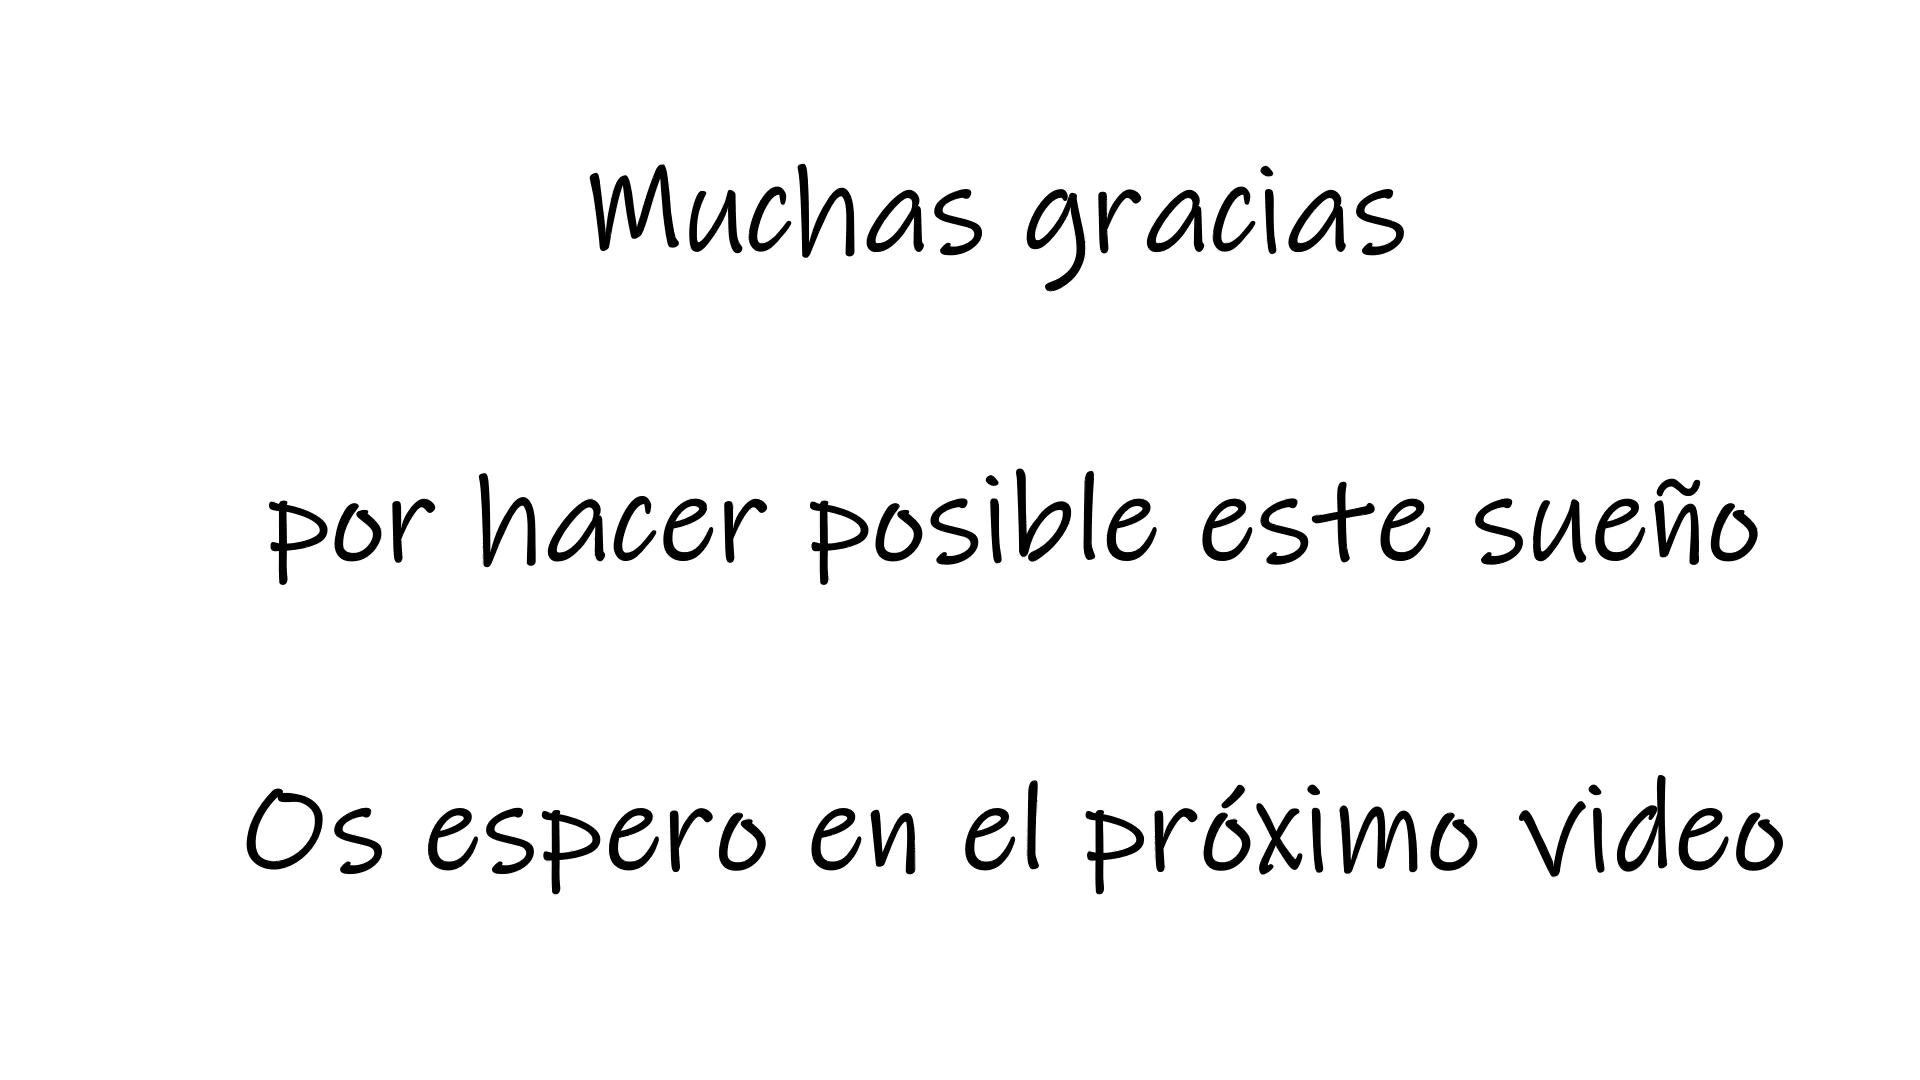 Muchas gracias
por hacer posible este sueño
Os espero en el próximo video